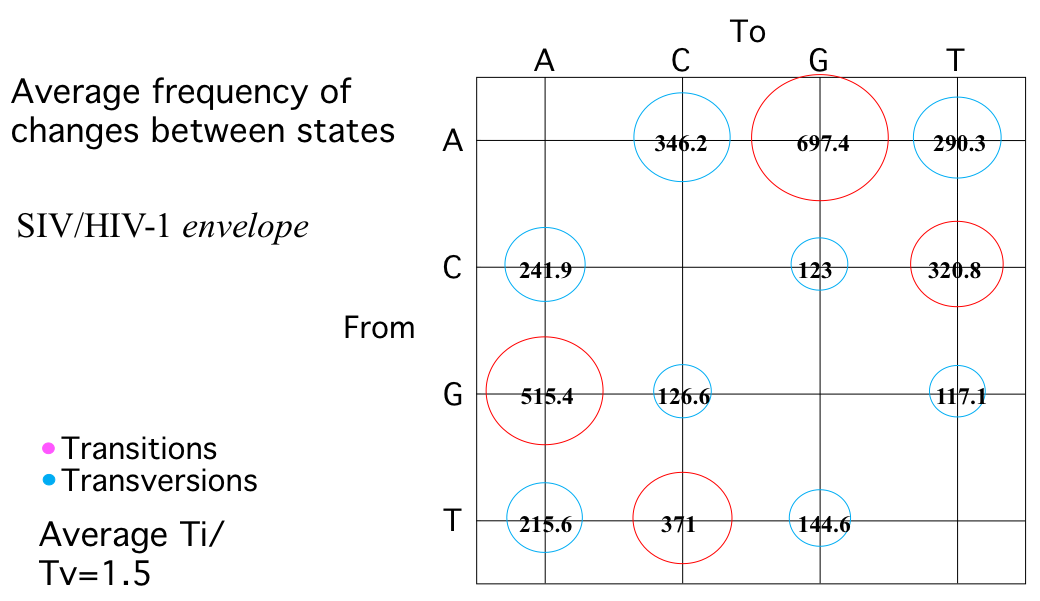 To
A C G T
Average frequency of
changes between states
A 346.2 697.4 290.3
SIV/HIV-1 envelope
C 241.9 123 320.8
From
G 515.4 126.6 117.1
Transitions
Transversions
T 215.6 371 144.6
Average Ti/
Tv=1.5